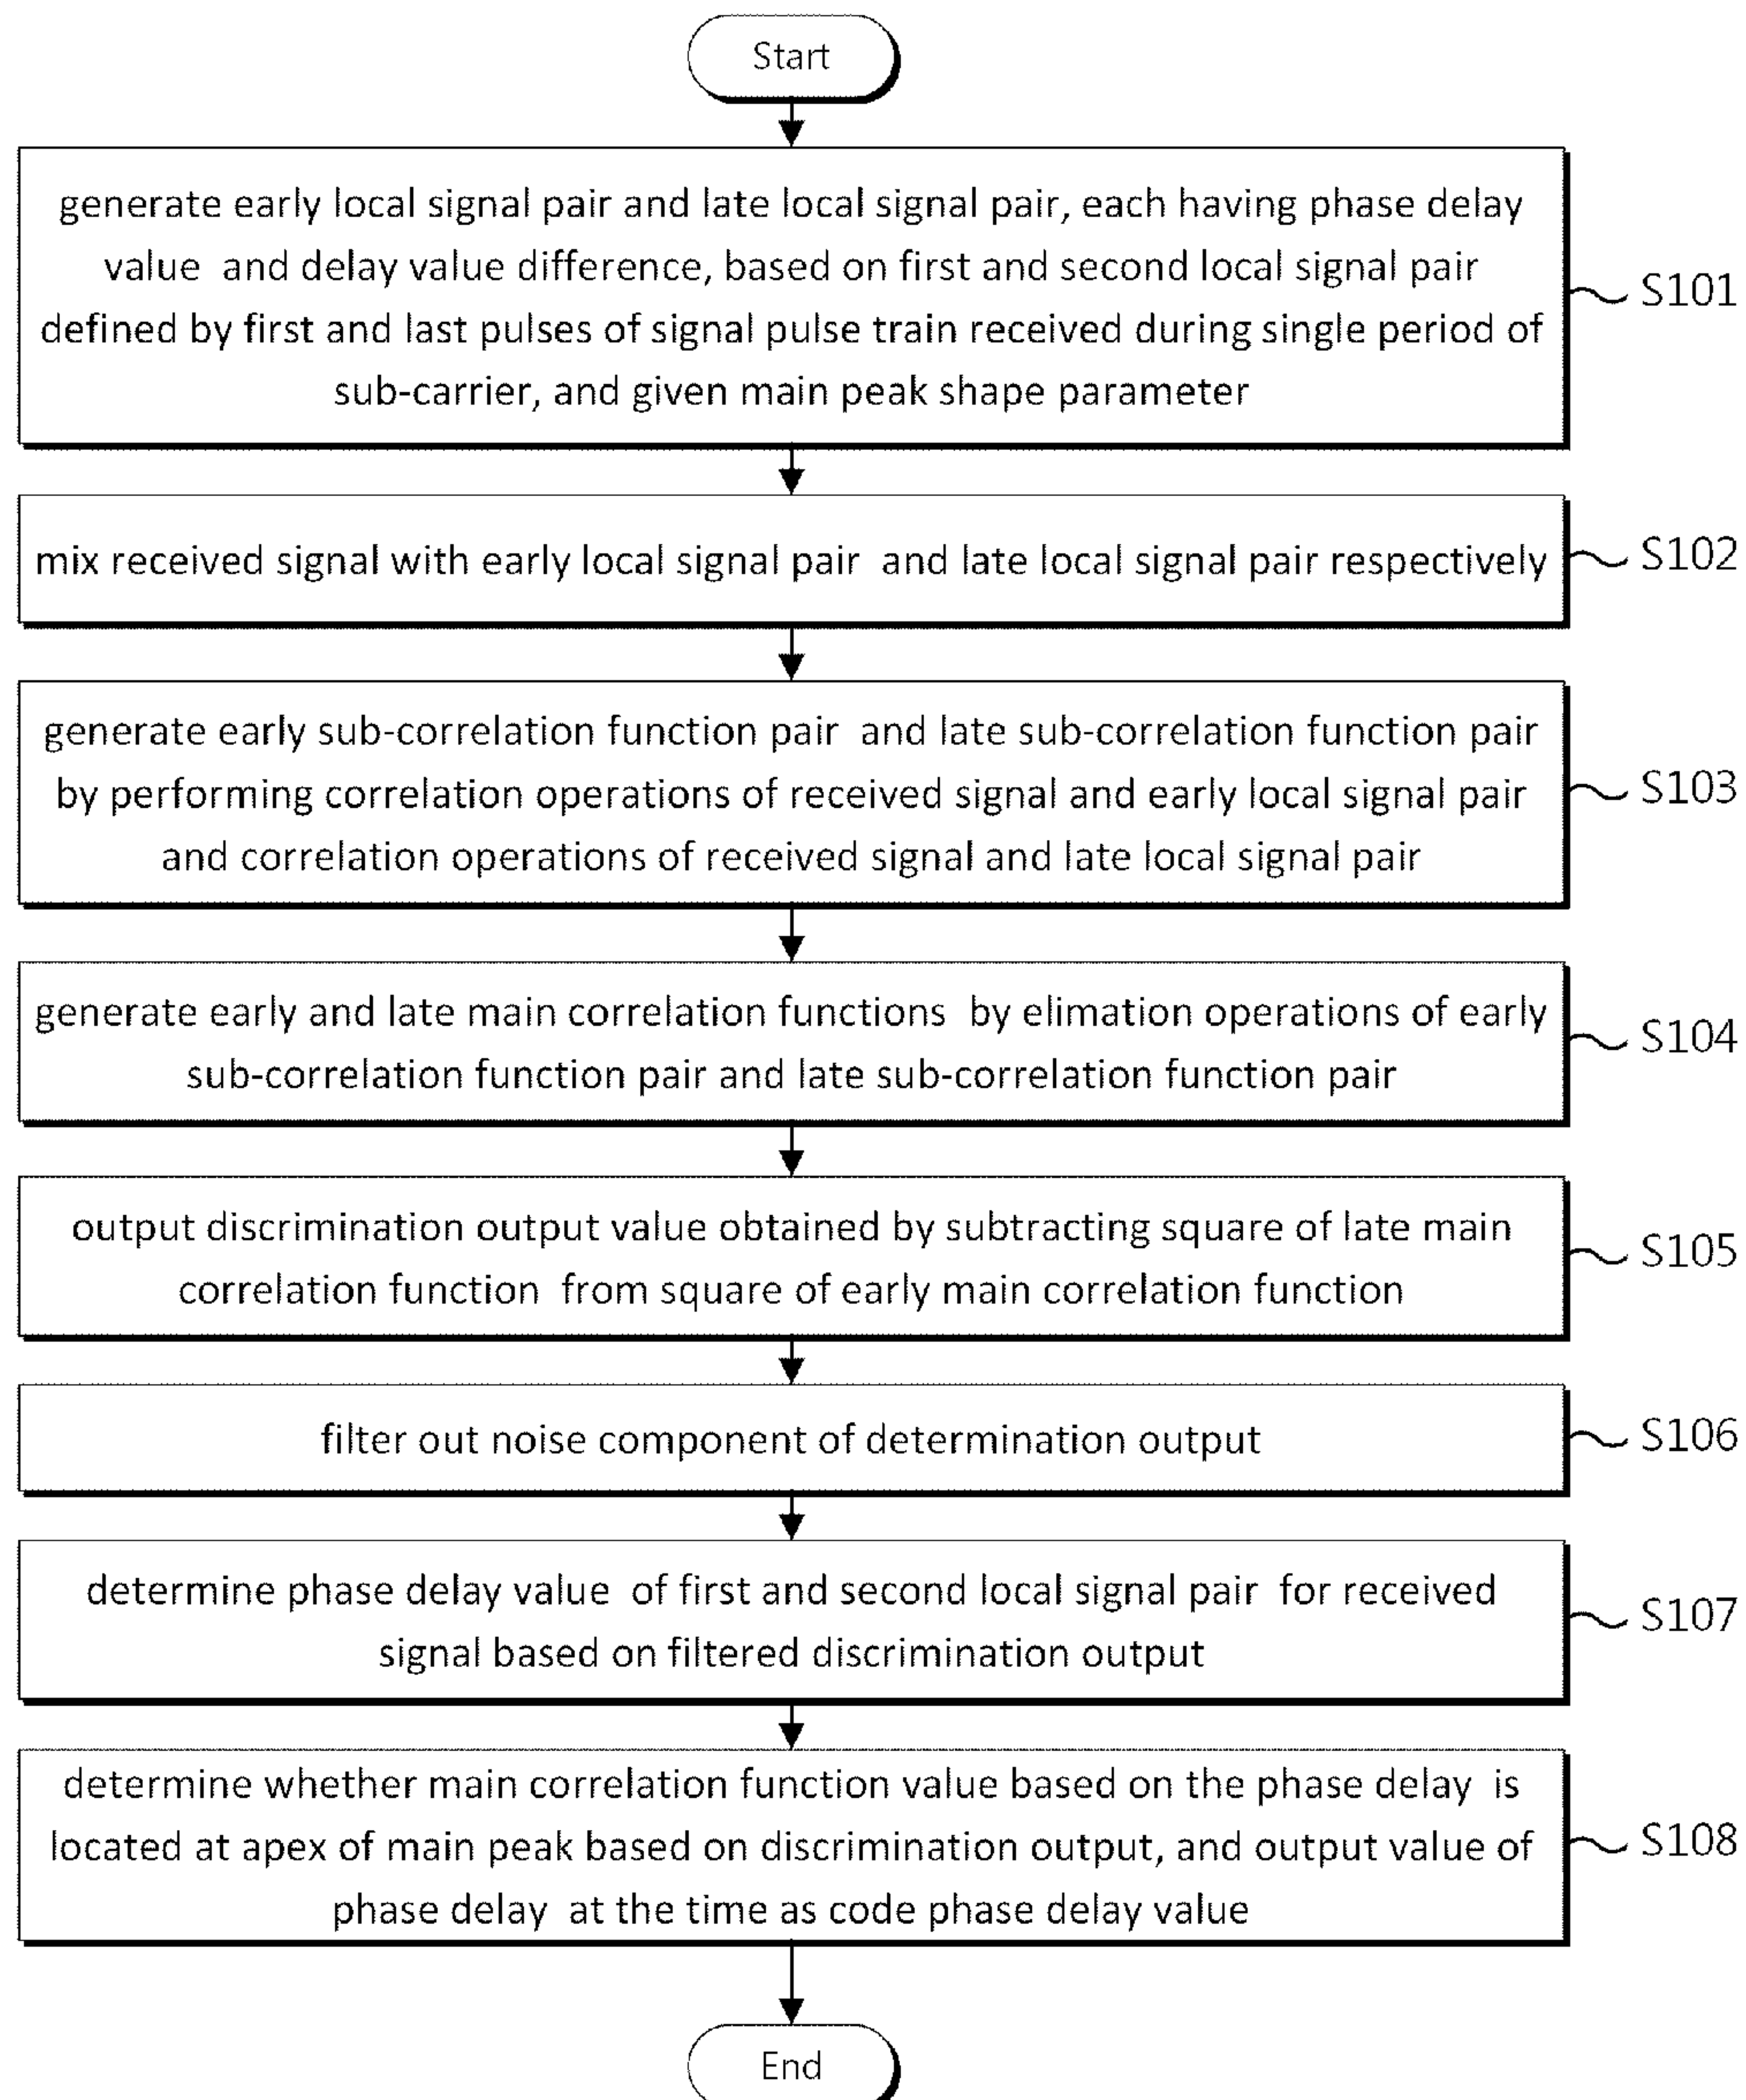 Start
generate early local signal pair and late local signal pair, each having phase delay
value and delay value difference, based on first and second local signal pair
defined by first and last pulses of signal pulse train received during single period of
sub-carrier, and given main peak shape parameter
S101
mix received signal with early local signal pair and late local signal pair respectively
S102
generate early sub-correlation function pair and late sub-correlation function pair
by performing correlation operations of received signal and early local signal pair
and correlation operations of received signal and late local signal pair
S103
generate early and late main correlation functions by elimation operations of early
sub-correlation function pair and late sub-correlation function pair
S104
output discrimination output value obtained by subtracting square of late main
correlation function from square of early main correlation function
S105
filter out noise component of determination output
S106
determine phase delay value of first and second local signal pair for received
signal based on filtered discrimination output
S107
determine whether main correlation function value based on the phase delay is
located at apex of main peak based on discrimination output, and output value of
phase delay at the time as code phase delay value
S108
End